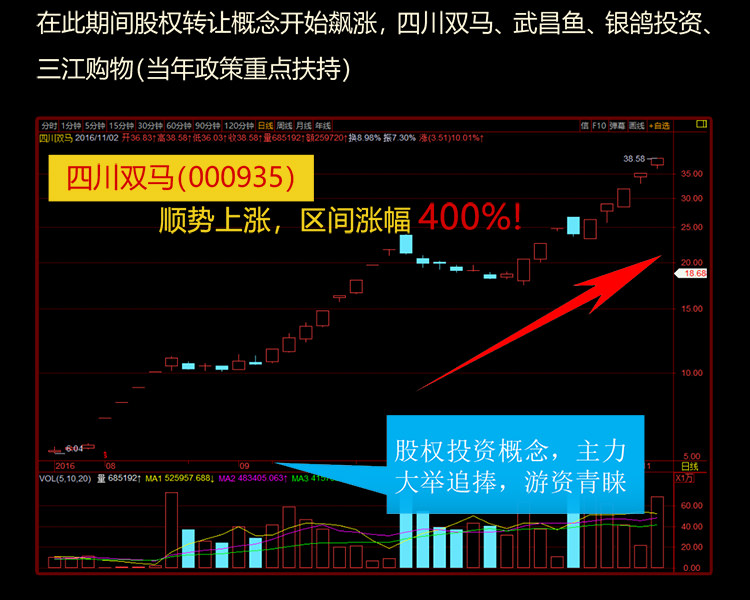 在此期间股权转让概念开始飙涨，四川双马、武昌鱼、银鸽投资、
三江购物(当年政策重点扶持)
分时 1分钟 5分钟 15分钟 30分钟 60分钟 90分钟 120分钟 日线 周线 月线 年线
信 F10 弹幕 画线 +自选
四川双马 2016/11/02 开36.83↑高38.58↑低36.03↑收38.58↑量685192↑额259720↑换8.98% 振7.30% 涨(3.51)10.01%↑
38.58
四川双马(000935)
35.00
30.00
顺势上涨，区间涨幅 400%!
25.00
20.00
18.68
15.00
10.00
股权投资概念，主力
大举追捧，游资青睐
6.04
5.00
2016 08 09
日线
VOL(5,10,20) 量 685192↑ MA1 525957.688↓ MA2 483405.063↑ MA3
X1万
60.00
40.00
20.00
0.00